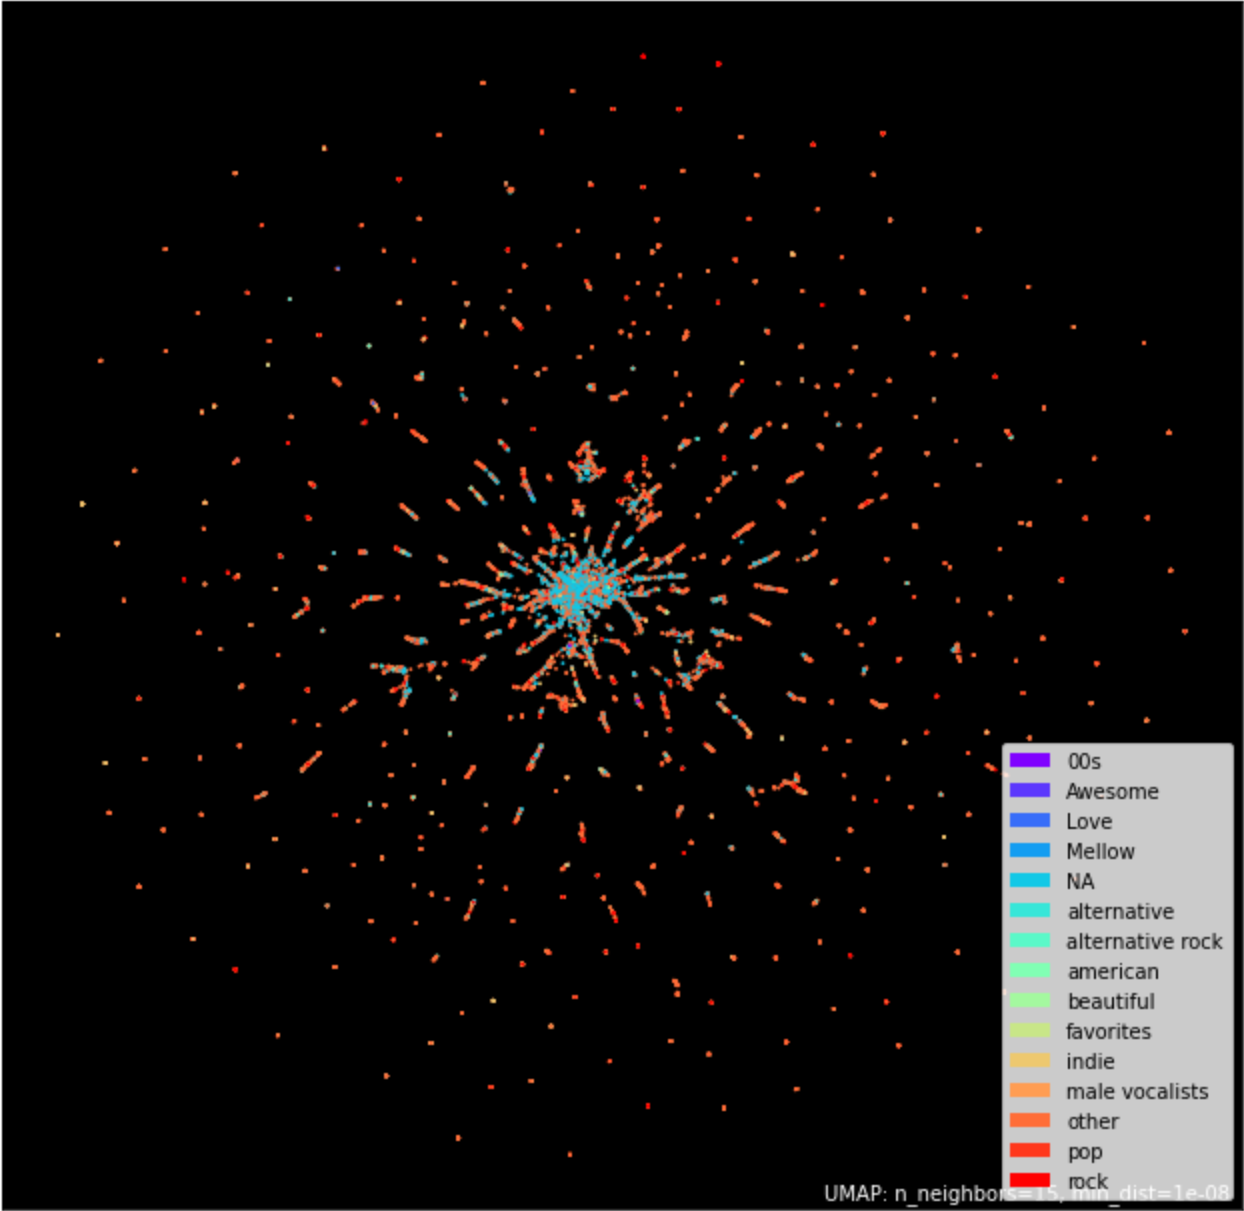 00s
Awesome
Love
Mellow
NA
alternative
alternative rock
american
beautiful
favorites
indie
male vocalists
other
pop
rock
UMAP: n_neighbors=15, min_dist=1e-08